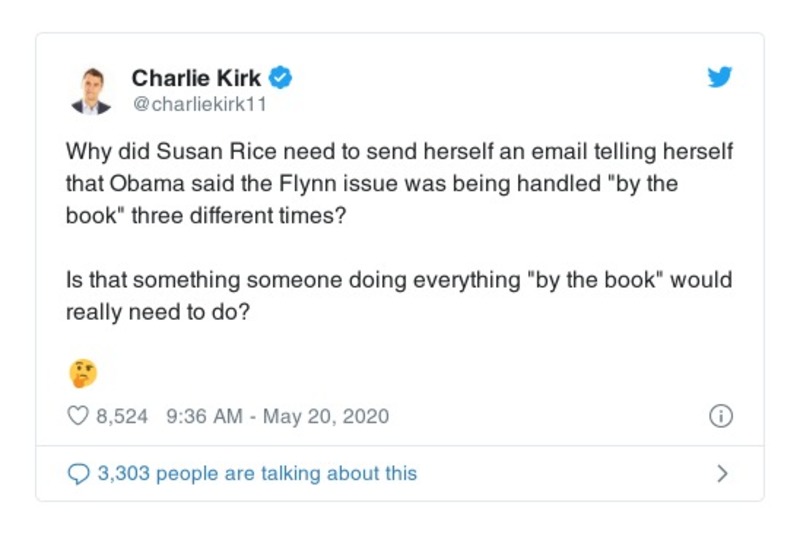 Charlie Kirk
@charliekirk11
Why did Susan Rice need to send herself an email telling herself
that Obama said the Flynn issue was being handled "by the
book" three different times?
Is that something someone doing everything "by the book" would
really need to do?
🤔
8,524 9:36 AM - May 20, 2020
3,303 people are talking about this